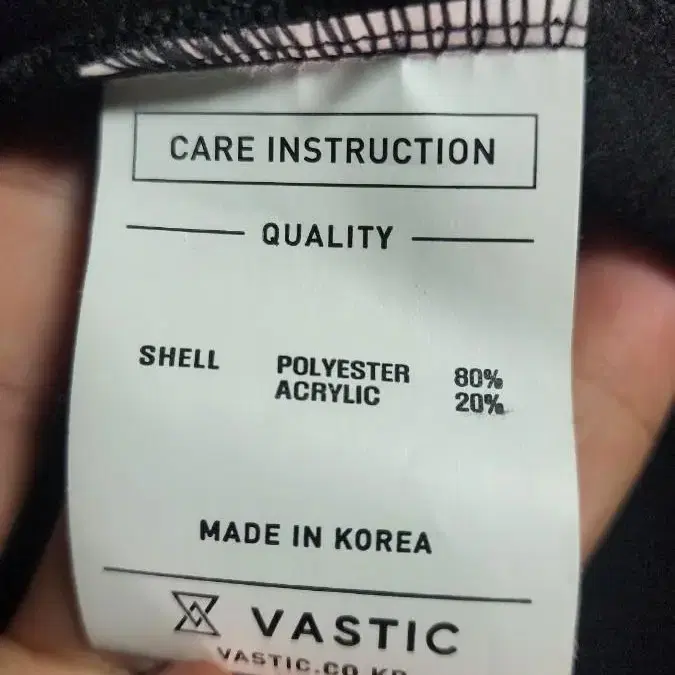 CARE INSTRUCTION
QUALITY
SHELL POLYESTER 80%
ACRYLIC 20%
MADE IN KOREA
VASTIC
VASTIC.CO.KR